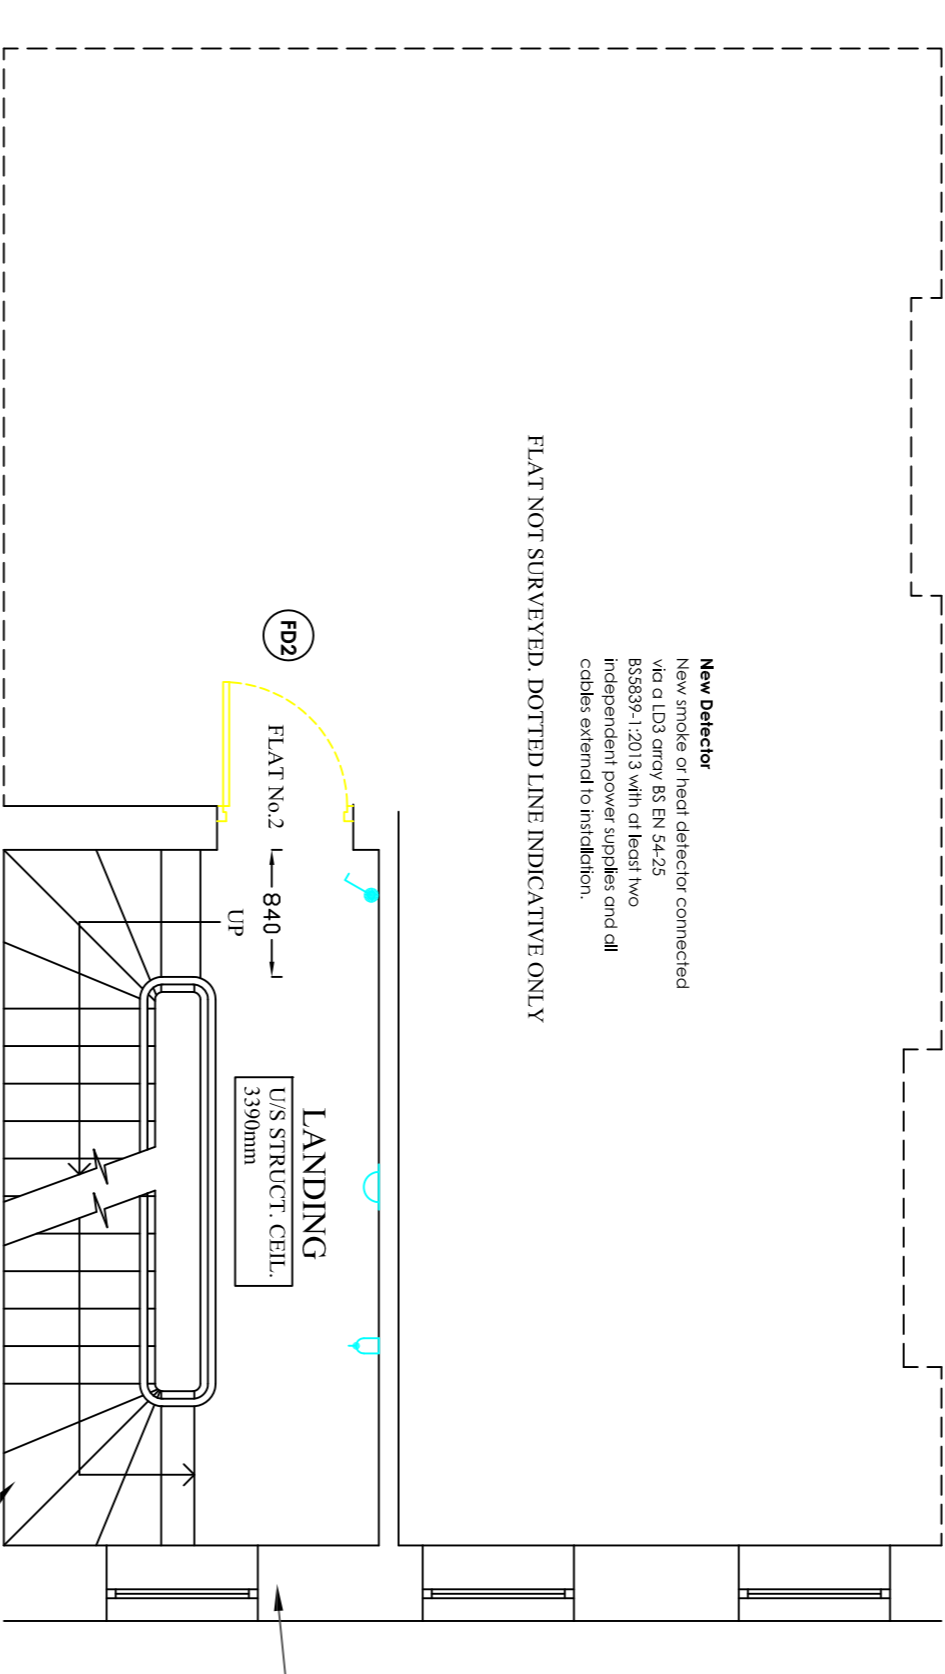 New Detector
New smoke or heat detector connected
via a LD3 array BS EN 54-25
BS5839-1:2013 with at least two
independent power supplies and all
cables external to installation.
FLAT NOT SURVEYED. DOTTED LINE INDICATIVE ONLY
FD2
FLAT No.2
840
UP
LANDING
U/S STRUCT. CEIL.
3390mm